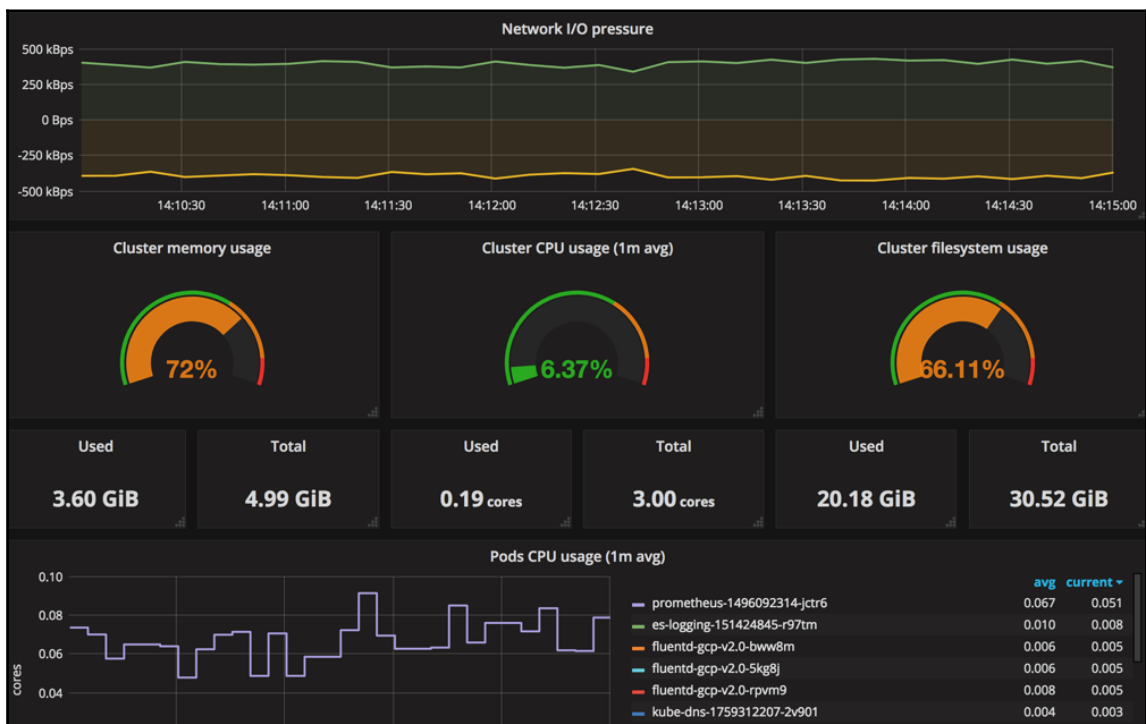 Network I/O pressure
500 kBps
250 kBps
0 Bps
-250 kBps
-500 kBps
14:10:30 14:11:00 14:11:30 14:12:00 14:12:30 14:13:00 14:13:30 14:14:00 14:14:30 14:15:00
Cluster memory usage Cluster CPU usage (1m avg) Cluster filesystem usage
72% 6.37% 66.11%
Used Total Used Total Used Total
3.60 GiB 4.99 GiB 0.19 cores 3.00 cores 20.18 GiB 30.52 GiB
Pods CPU usage (1m avg)
0.10
0.08
0.06
0.04
cores
avg current
prometheus-1496092314-jctr6 0.067 0.051
es-logging-151424845-r97tm 0.010 0.008
fluentd-gcp-v2.0-bww8m 0.006 0.005
fluentd-gcp-v2.0-5kg8j 0.006 0.005
fluentd-gcp-v2.0-rpvm9 0.008 0.005
kube-dns-1759312207-2v901 0.004 0.003